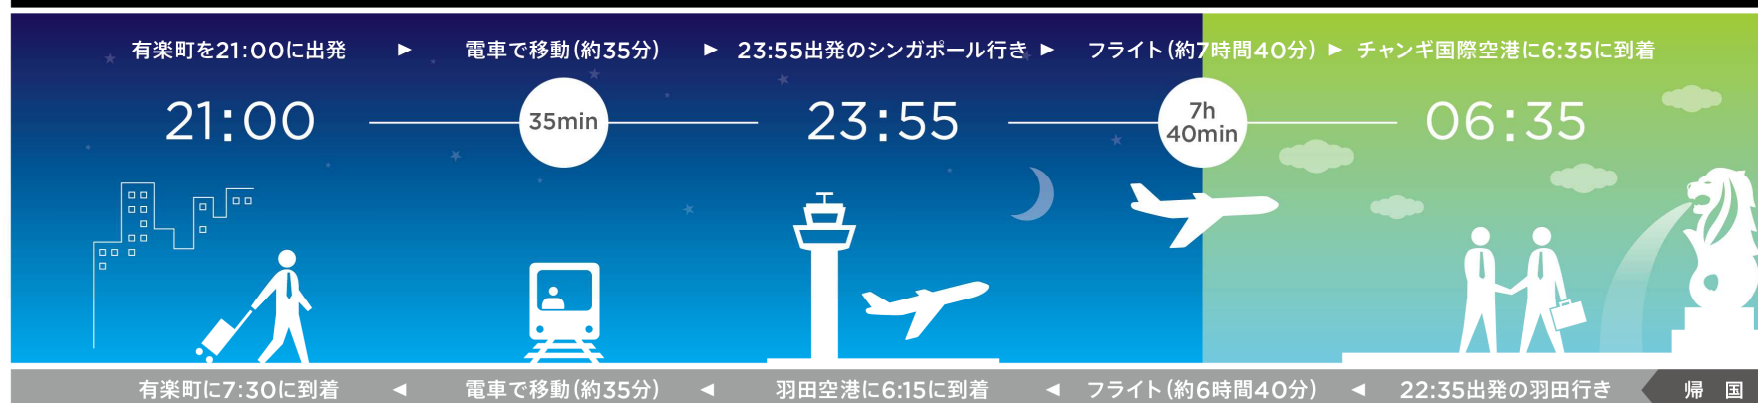 有楽町を21:00に出発 ▶ 電車で移動(約35分) ▶ 23:55出発のシンガポール行き ▶ フライト(約7時間40分) ▶ チャンギ国際空港に6:35に到着
21:00 35min 23:55 7h 40min 06:35
有楽町に7:30に到着 ◀ 電車で移動(約35分) ◀ 羽田空港に6:15に到着 ◀ フライト(約6時間40分) ◀ 22:35出発の羽田行き 帰 国